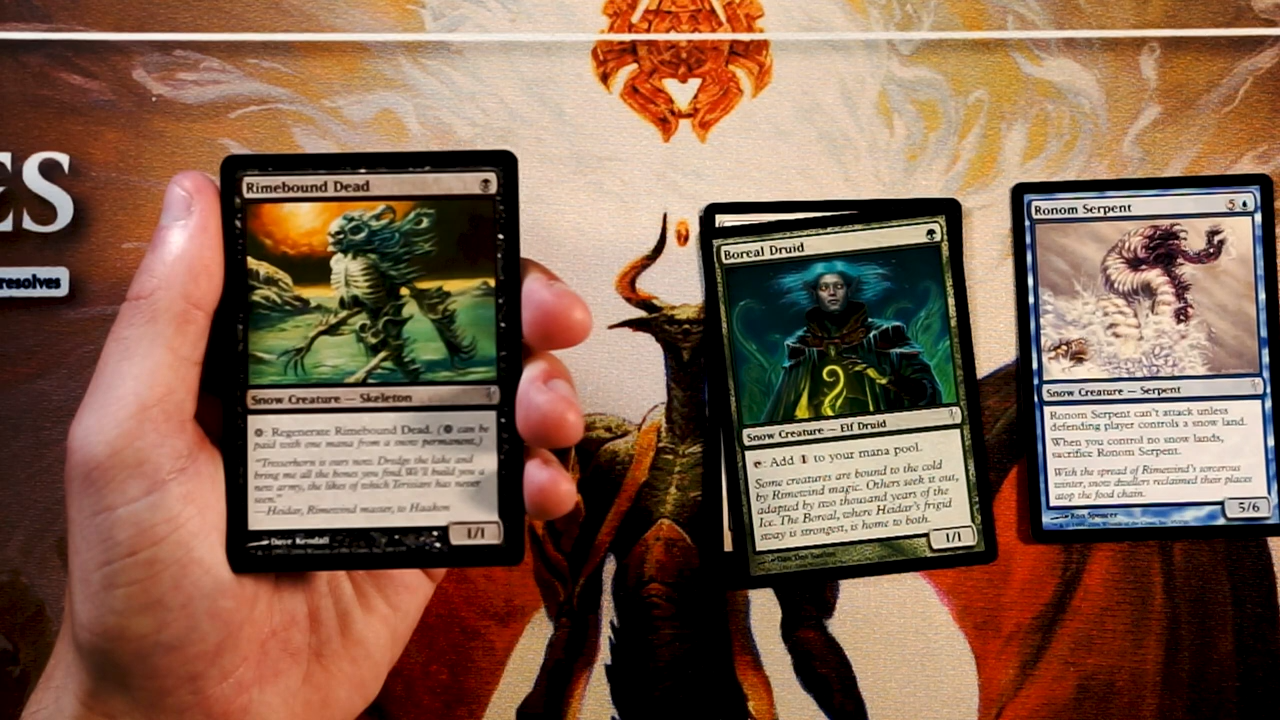 ES
resolves
Rimebound Dead
Snow Creature — Skeleton
: Regenerate Rimebound Dead. ( can be
paid with one mana from a snow permanent.)
"Tresserhorn is ours now. Dredge the lake and
bring me all the bones you find. We'll build you a
new army, the likes of which Terisiare has never
seen."
—Heidar, Rimewind master, to Haakon
1/1
Dave Kendall
Boreal Druid
Snow Creature — Elf Druid
: Add 1 to your mana pool.
Some creatures are bound to the cold
by Rimewind magic. Others seek it out,
adapted by two thousand years of the
Ice. The Boreal, where Heidar's frigid
sway is strongest, is home to both.
1/1
Ronom Serpent
5
Snow Creature — Serpent
Ronom Serpent can't attack unless
defending player controls a snow land.
When you control no snow lands,
sacrifice Ronom Serpent.
With the spread of Rimewind's sorcerous
winter, snow dwellers reclaimed their places
atop the food chain.
5/6
Ron Spencer